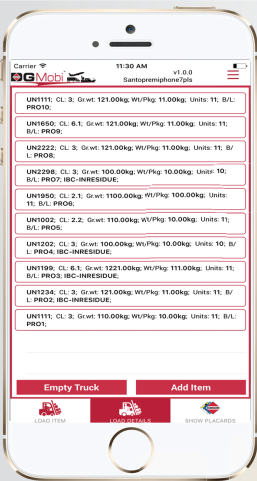 Carrier 11:30 AM
v1.0.0
DGMobi Santopremiphone7pls
UN1111; CL: 3; Gr.wt: 121.00kg; Wt/Pkg: 11.00kg; Units: 11; B/L:
PRO10;
UN1650; CL: 6.1; Gr.wt: 121.00kg; Wt/Pkg: 11.00kg; Units: 11;
B/L: PRO9;
UN2222; CL: 3; Gr.wt: 121.00kg; Wt/Pkg: 11.00kg; Units: 11; B/
L: PRO8;
UN2298; CL: 3; Gr.wt: 100.00kg; Wt/Pkg: 10.00kg; Units: 10;
B/L: PRO7; IBC-INRESIDUE;
UN1950; CL: 2.1; Gr.wt: 1100.00kg; Wt/Pkg: 100.00kg;
Units: 11; B/L: PRO6;
UN1002; CL: 2.2; Gr.wt: 110.00kg; Wt/Pkg: 10.00kg; Units: 11;
B/L: PRO5;
UN1202; CL: 3; Gr.wt: 100.00kg; Wt/Pkg: 10.00kg; Units: 10; B/
L: PRO4; IBC-INRESIDUE;
UN1199; CL: 6.1; Gr.wt: 1221.00kg; Wt/Pkg: 111.00kg; Units: 11;
B/L: PRO3; IBC-INRESIDUE;
UN1234; CL: 3; Gr.wt: 121.00kg; Wt/Pkg: 11.00kg; Units: 11; B/
L: PRO2; IBC-INRESIDUE;
UN1111; CL: 3; Gr.wt: 110.00kg; Wt/Pkg: 10.00kg; Units: 11; B/L:
PRO1;
Empty Truck Add Item
LOAD ITEM LOAD DETAILS SHOW PLACARDS